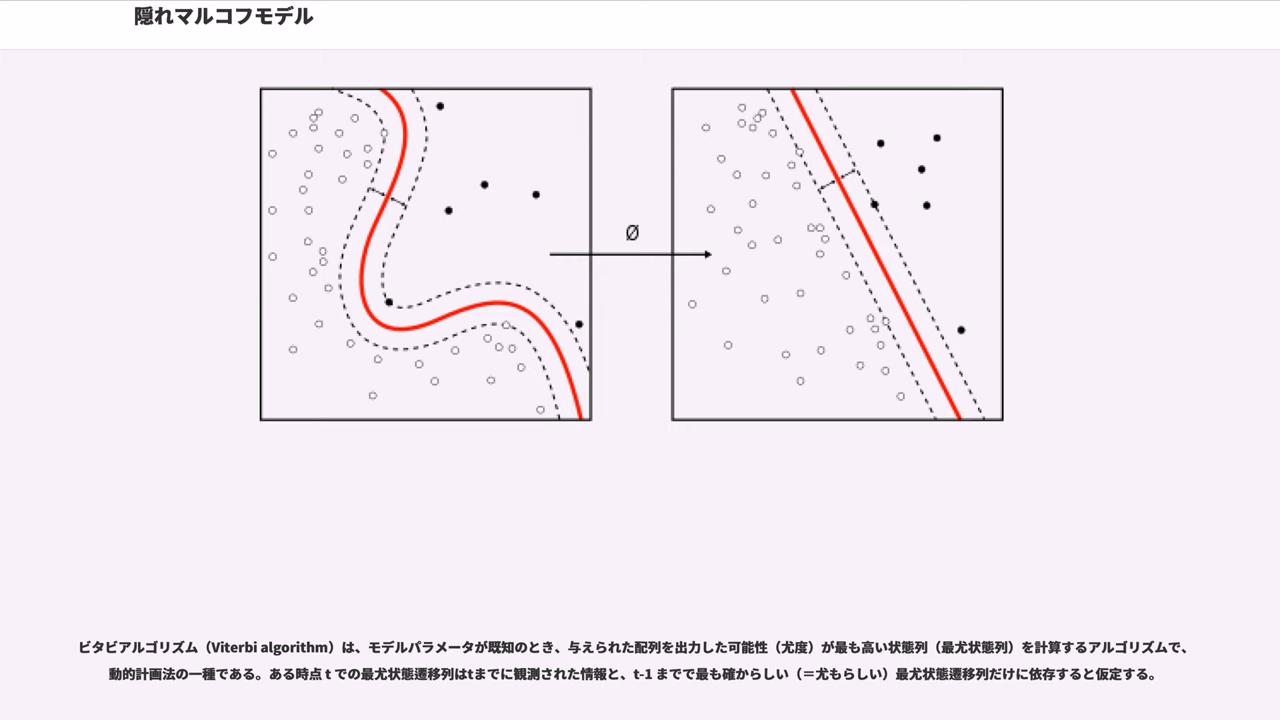 隠れマルコフモデル
Ø
ビタビアルゴリズム（Viterbi algorithm）は、モデルパラメータが既知のとき、与えられた配列を出力した可能性（尤度）が最も高い状態列（最尤状態列）を計算するアルゴリズムで、
動的計画法の一種である。ある時点 t での最尤状態遷移列はtまでに観測された情報と、t-1 までで最も確からしい（＝尤もらしい）最尤状態遷移列だけに依存すると仮定する。